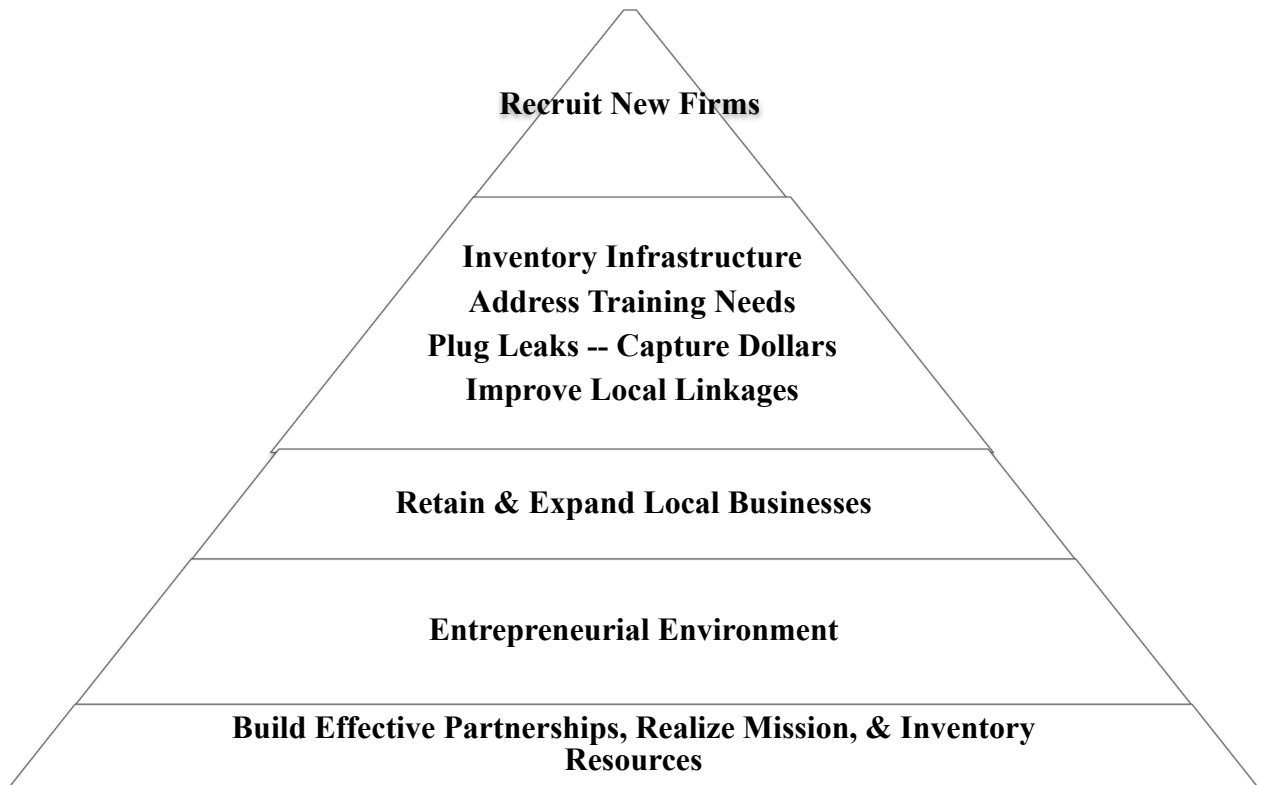 Recruit New Firms
Inventory Infrastructure
Address Training Needs
Plug Leaks -- Capture Dollars
Improve Local Linkages
Retain & Expand Local Businesses
Entrepreneurial Environment
Build Effective Partnerships, Realize Mission, & Inventory
Resources